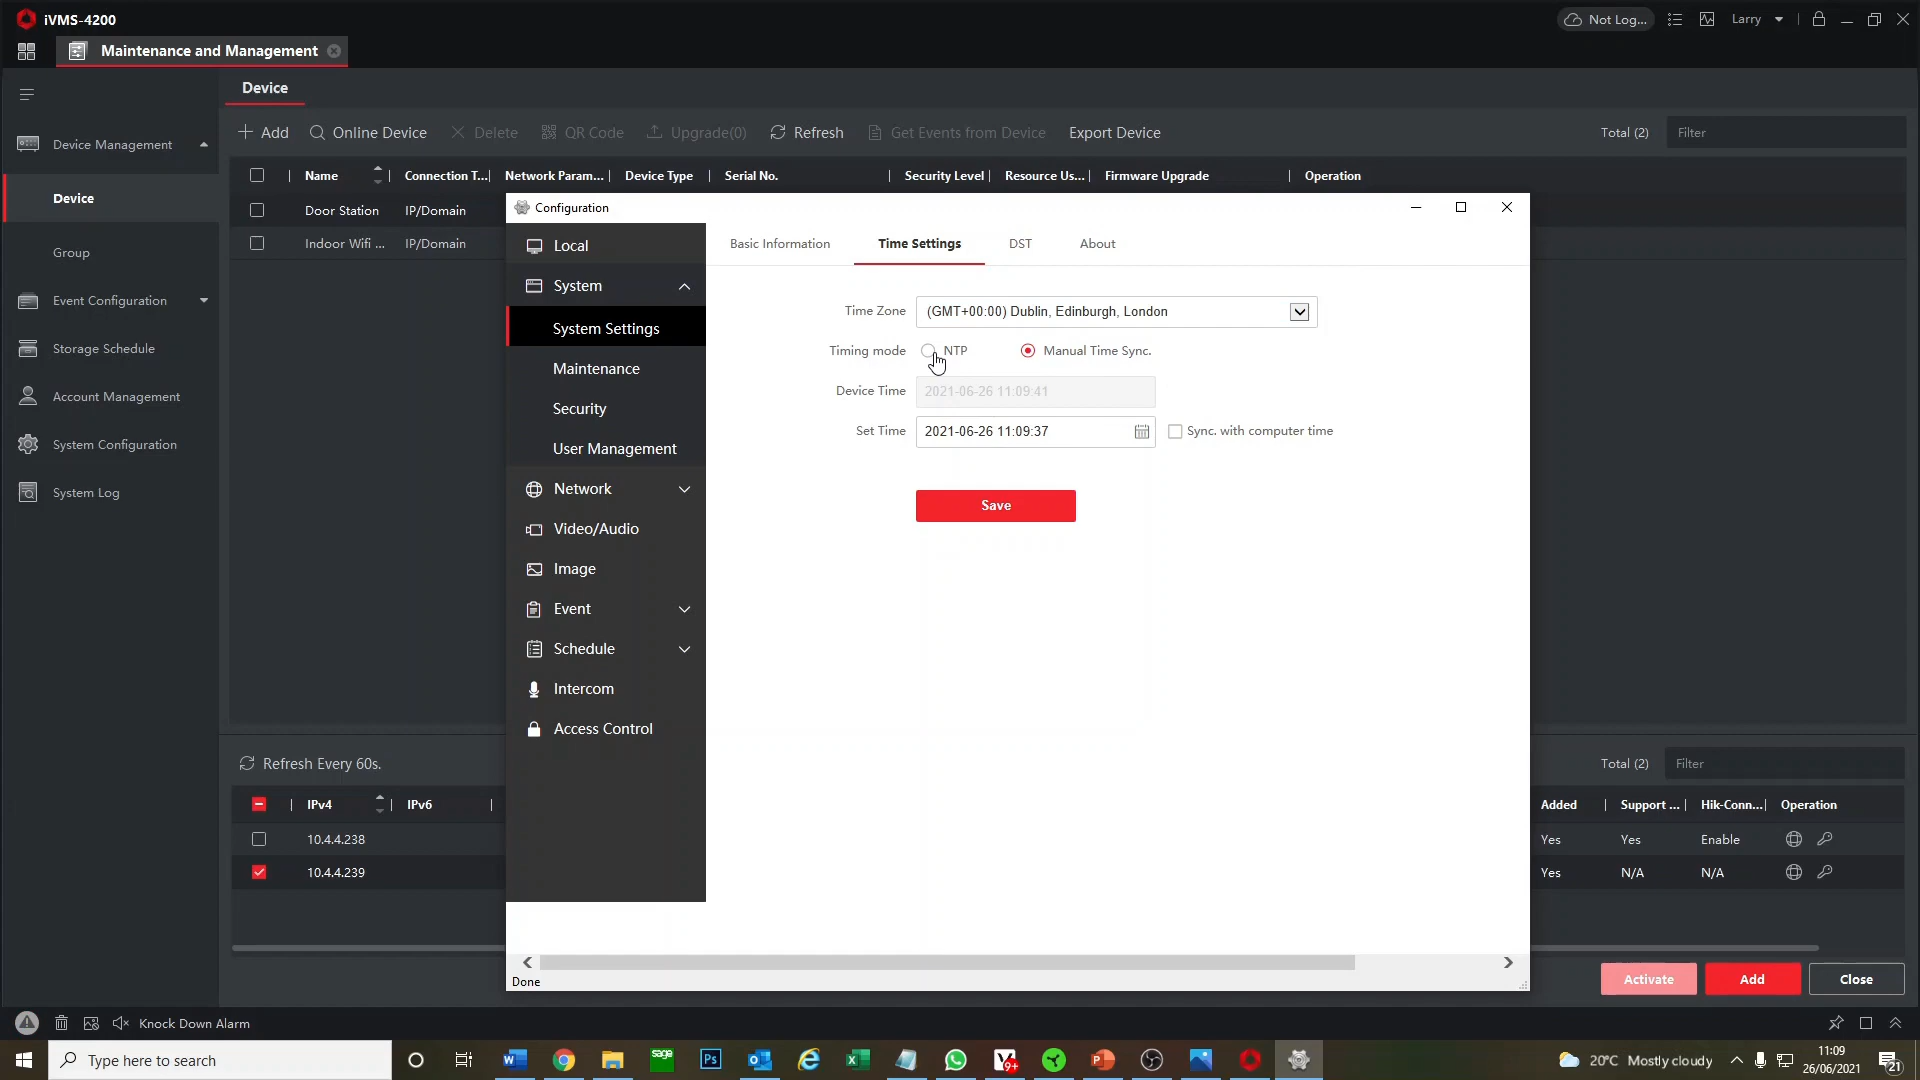 iVMS-4200
Not Log...
Larry
Maintenance and Management
Device
Add
Online Device
Delete
QR Code
Upgrade(0)
Refresh
Get Events from Device
Export Device
Total (2)
Filter
Device Management
Device
Group
Event Configuration
Storage Schedule
Account Management
System Configuration
System Log
Name
Connection T...
Network Param...
Device Type
Serial No.
Security Level
Resource Us...
Firmware Upgrade
Operation
Door Station IP/Domain
Indoor Wifi ... IP/Domain
Configuration
Local
System
System Settings
Maintenance
Security
User Management
Network
Video/Audio
Image
Event
Schedule
Intercom
Access Control
Basic Information
Time Settings
DST
About
Time Zone (GMT+00:00) Dublin, Edinburgh, London
Timing mode NTP Manual Time Sync.
Device Time 2021-06-26 11:09:41
Set Time 2021-06-26 11:09:37 Sync. with computer time
Save
Done
Refresh Every 60s.
Total (2)
Filter
IPv4 IPv6
Added Support ... Hik-Conn... Operation
10.4.4.238
Yes Yes Enable
10.4.4.239
Yes N/A N/A
Activate
Add
Close
Knock Down Alarm
Type here to search
sage
Ps
9+
20°C Mostly cloudy
11:09
26/06/2021
21